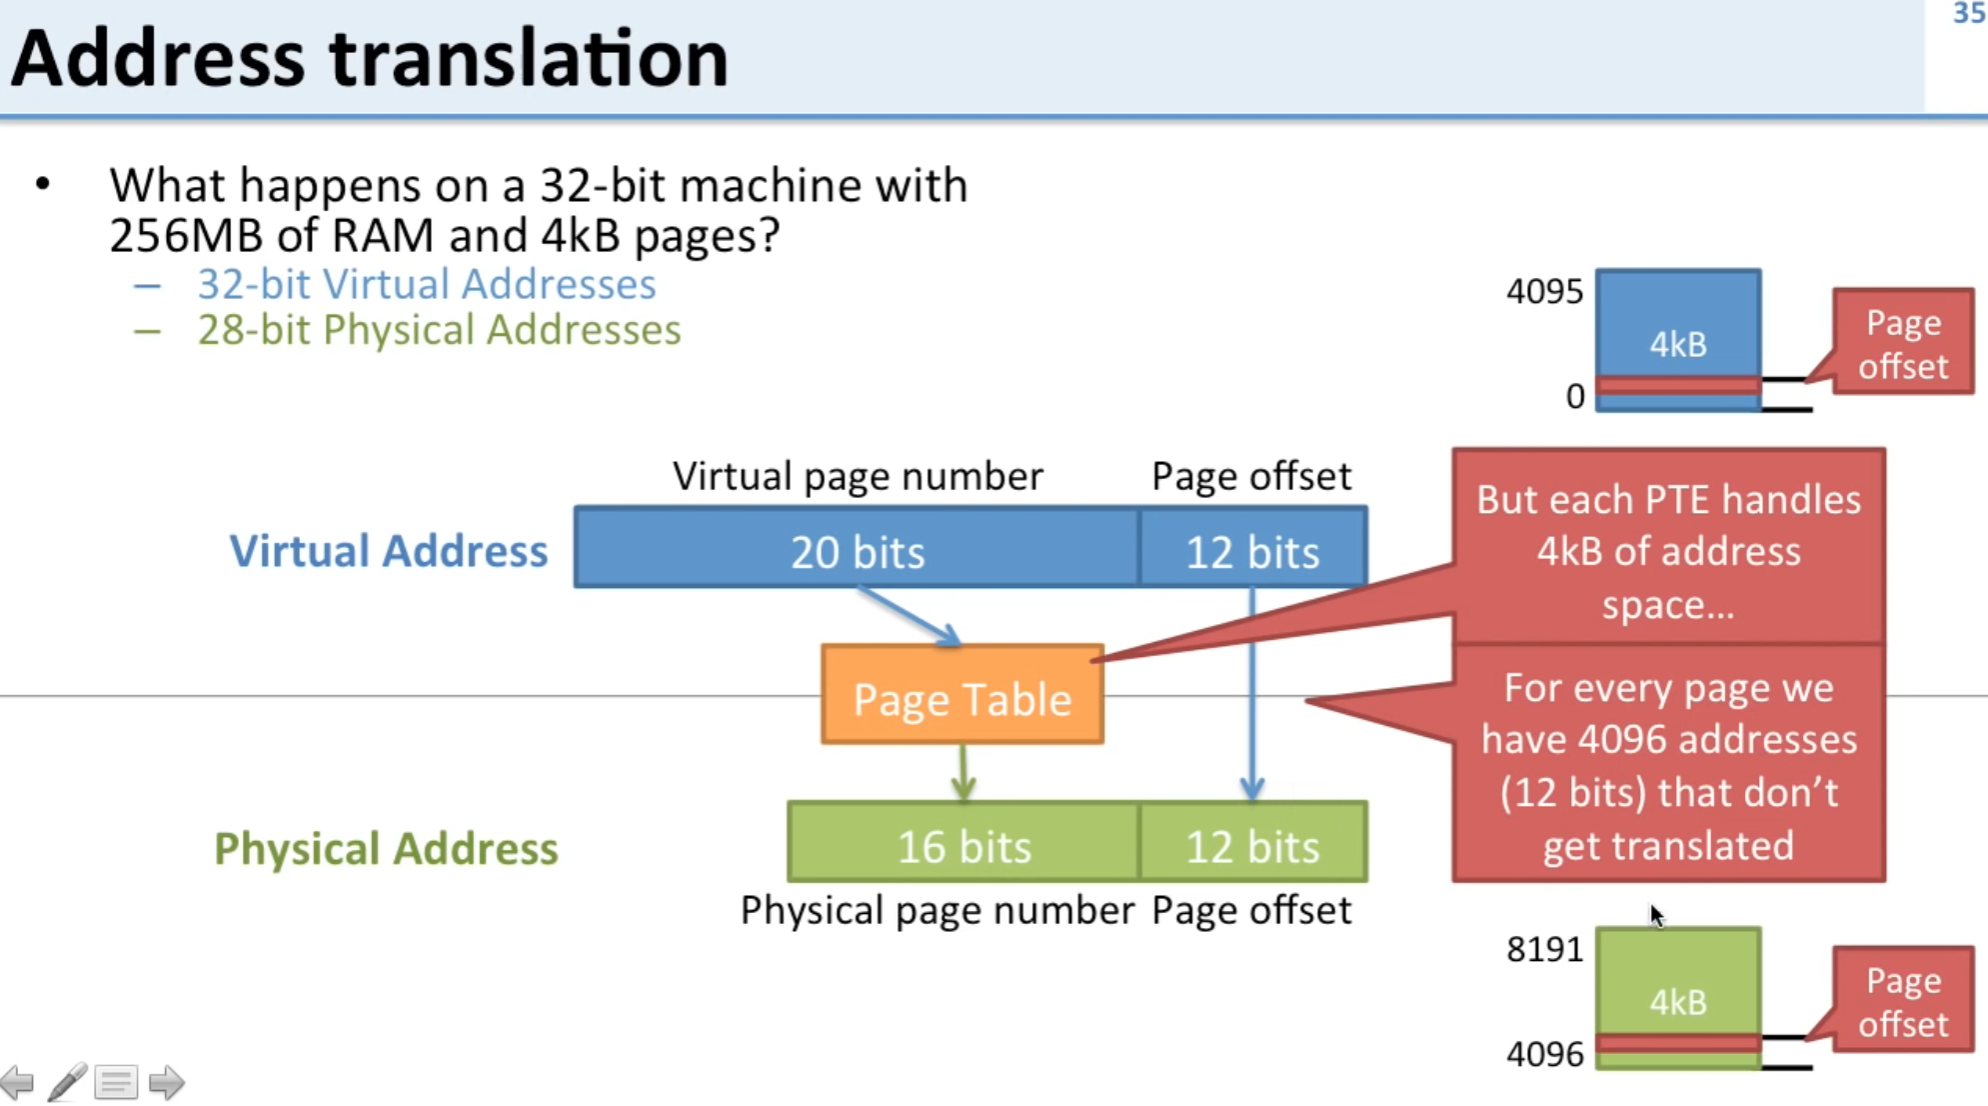 35
Address translation
• What happens on a 32-bit machine with
256MB of RAM and 4kB pages?
– 32-bit Virtual Addresses
– 28-bit Physical Addresses
4095
4kB
0
Page
offset
Virtual page number
Page offset
Virtual Address
20 bits
12 bits
But each PTE handles
4kB of address
space...
Page Table
For every page we
have 4096 addresses
(12 bits) that don't
get translated
Physical Address
16 bits
12 bits
Physical page number
Page offset
8191
4kB
4096
Page
offset